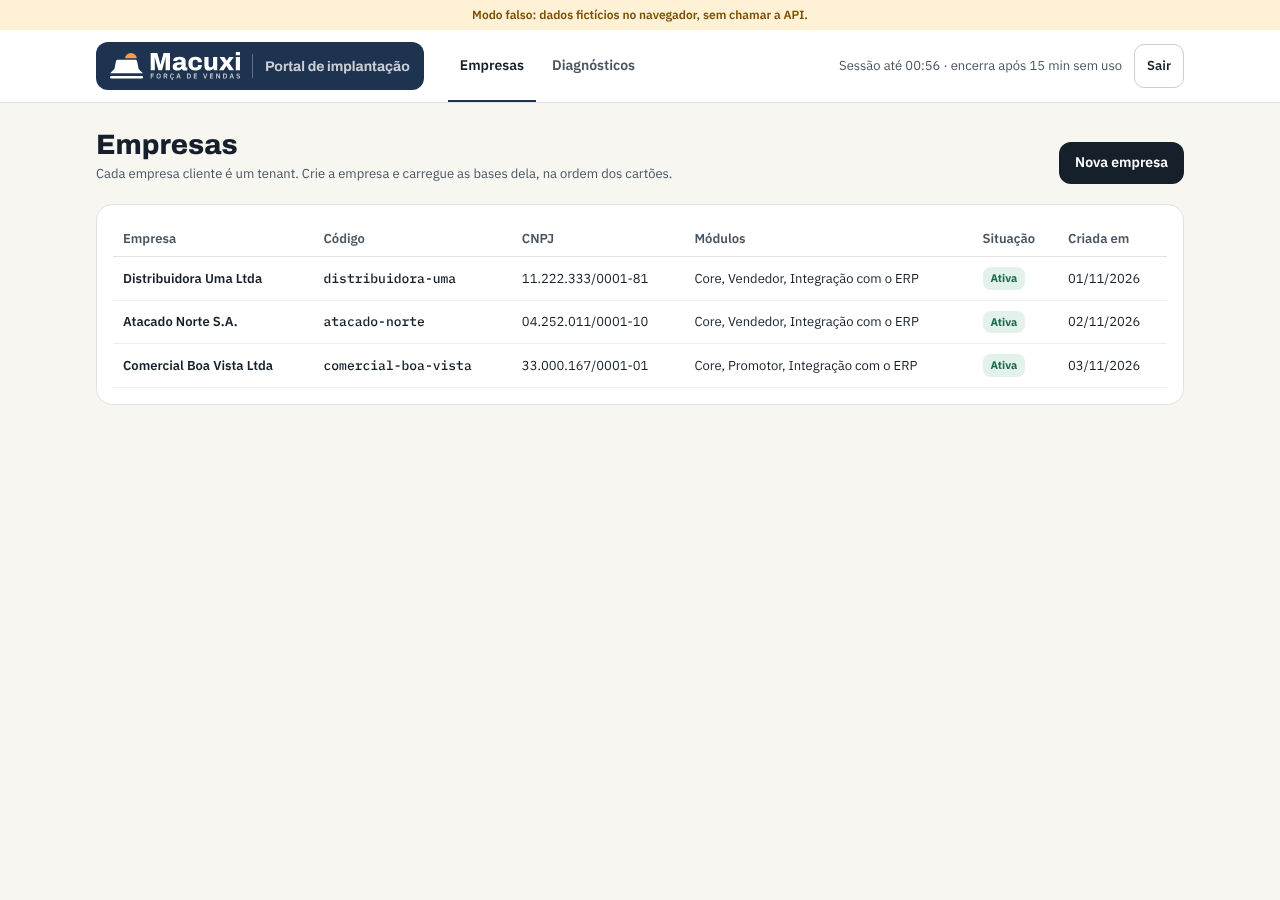 Modo falso: dados fictícios no navegador, sem chamar a API.
Macuxi
FORÇA DE VENDAS
Portal de implantação
Empresas
Diagnósticos
Sessão até 00:56 · encerra após 15 min sem uso
Sair
Empresas
Cada empresa cliente é um tenant. Crie a empresa e carregue as bases dela, na ordem dos cartões.
Nova empresa
Empresa Código CNPJ Módulos Situação Criada em
Distribuidora Uma Ltda distribuidora-uma 11.222.333/0001-81 Core, Vendedor, Integração com o ERP Ativa 01/11/2026
Atacado Norte S.A. atacado-norte 04.252.011/0001-10 Core, Vendedor, Integração com o ERP Ativa 02/11/2026
Comercial Boa Vista Ltda comercial-boa-vista 33.000.167/0001-01 Core, Promotor, Integração com o ERP Ativa 03/11/2026